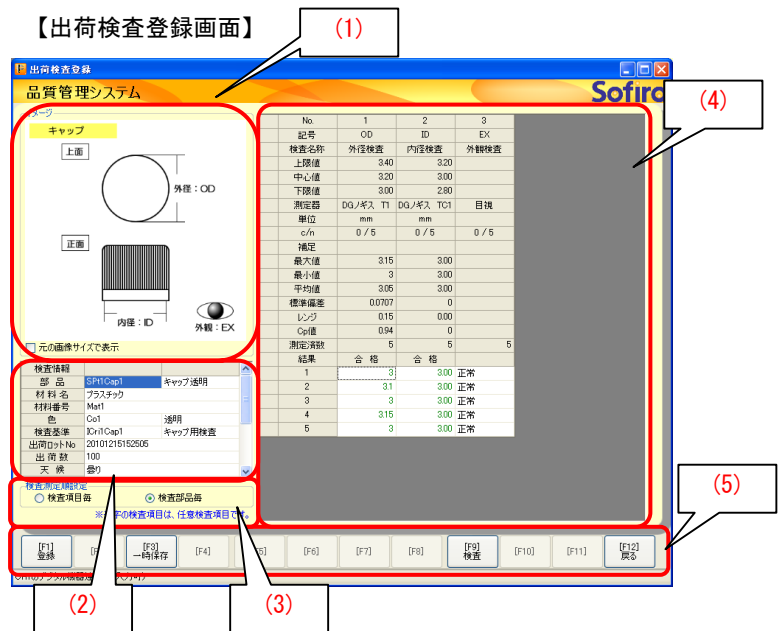 【出荷検査登録画面】
(1)
出荷検査登録
品質管理システム
Sofiro
(4)
イメージ
キャップ
上面
外径：OD
正面
内径：ID
外観：EX
元の画像サイズで表示
No. 1 2 3
記号 OD ID EX
検査名称 外径検査 内径検査 外観検査
上限値 3.40 3.20
中心値 3.20 3.00
下限値 3.00 2.80
測定器 DGノギス T1 DGノギス TC1 目視
単位 mm mm
c/n 0 / 5 0 / 5 0 / 5
補足
最大値 3.15 3.00
最小値 3 3.00
平均値 3.05 3.00
標準偏差 0.0707 0
レンジ 0.15 0.00
Cp値 0.94 0
測定済数 5 5 5
結果 合 格 合 格
1 3 3.00 正常
2 3.1 3.00 正常
3 3 3.00 正常
4 3.15 3.00 正常
5 3 3.00 正常
検査情報
部 品 SPt1Cap1 キャップ透明
材 料 名 プラスチック
材料番号 Mat1
色 Co1 透明
検査基準 ICri1Cap1 キャップ用検査
出荷ロットNo 20101215152505
出 荷 数 100
天 候 曇り
検査測定順設定
検査項目毎 検査部品毎
の検査項目は、任意検査項目です。
(5)
[F1] 登録
[F3] 一時保存
[F4]
[F6]
[F7]
[F8]
[F9] 検査
[F10]
[F11]
[F12] 戻る
(2)
(3)